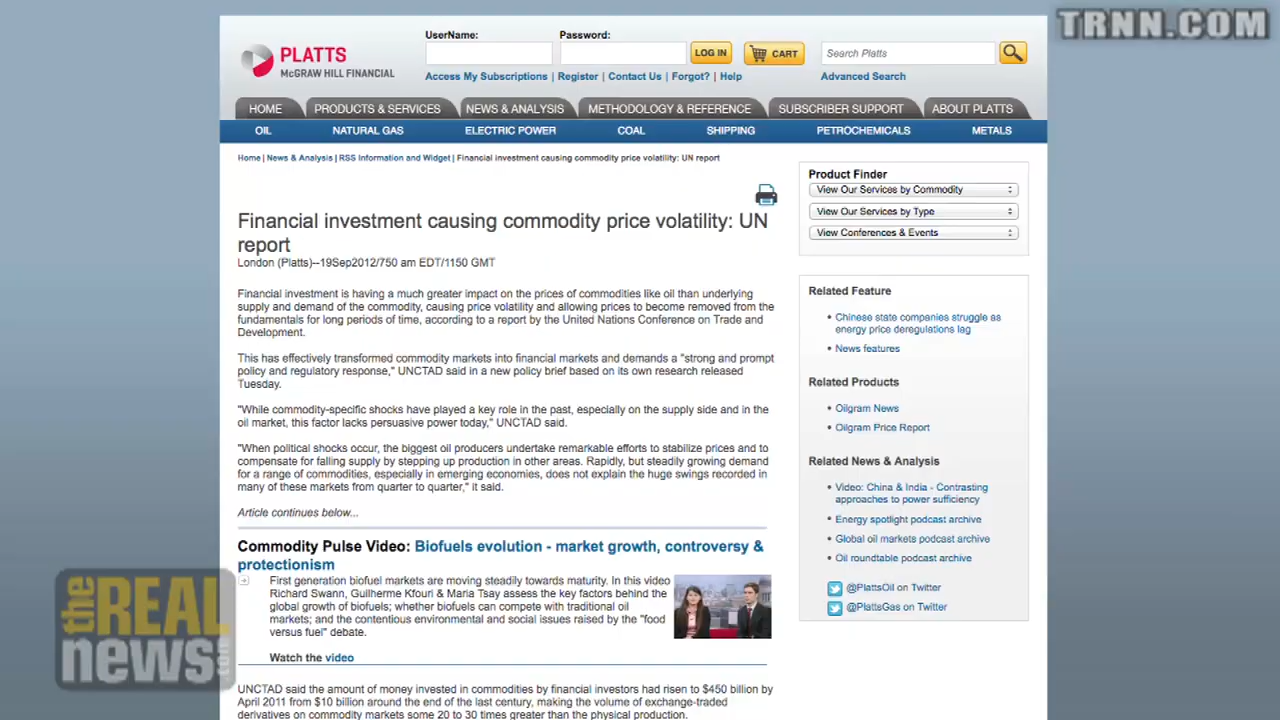 TRNN.COM
UserName:
Password:
PLATTS
McGRAW HILL FINANCIAL
LOG IN
CART
Search Platts
Access My Subscriptions | Register | Contact Us | Forgot? | Help
Advanced Search
HOME
PRODUCTS & SERVICES
NEWS & ANALYSIS
METHODOLOGY & REFERENCE
SUBSCRIBER SUPPORT
ABOUT PLATTS
OIL
NATURAL GAS
ELECTRIC POWER
COAL
SHIPPING
PETROCHEMICALS
METALS
Home | News & Analysis | RSS Information and Widget | Financial investment causing commodity price volatility: UN report
Financial investment causing commodity price volatility: UN
report
London (Platts)--19Sep2012/750 am EDT/1150 GMT
Financial investment is having a much greater impact on the prices of commodities like oil than underlying
supply and demand of the commodity, causing price volatility and allowing prices to become removed from the
fundamentals for long periods of time, according to a report by the United Nations Conference on Trade and
Development.
This has effectively transformed commodity markets into financial markets and demands a "strong and prompt
policy and regulatory response," UNCTAD said in a new policy brief based on its own research released
Tuesday.
"While commodity-specific shocks have played a key role in the past, especially on the supply side and in the
oil market, this factor lacks persuasive power today," UNCTAD said.
"When political shocks occur, the biggest oil producers undertake remarkable efforts to stabilize prices and to
compensate for falling supply by stepping up production in other areas. Rapidly, but steadily growing demand
for a range of commodities, especially in emerging economies, does not explain the huge swings recorded in
many of these markets from quarter to quarter," it said.
Article continues below...
Commodity Pulse Video: Biofuels evolution - market growth, controversy &
protectionism
First generation biofuel markets are moving steadily towards maturity. In this video
Richard Swann, Guilherme Kfouri & Maria Tsay assess the key factors behind the
global growth of biofuels; whether biofuels can compete with traditional oil
markets; and the contentious environmental and social issues raised by the "food
versus fuel" debate.
Watch the video
UNCTAD said the amount of money invested in commodities by financial investors had risen to $450 billion by
April 2011 from $10 billion around the end of the last century, making the volume of exchange-traded
derivatives on commodity markets some 20 to 30 times greater than the physical production.
Product Finder
View Our Services by Commodity
View Our Services by Type
View Conferences & Events
Related Feature
• Chinese state companies struggle as
energy price deregulations lag
• News features
Related Products
• Oilgram News
• Oilgram Price Report
Related News & Analysis
• Video: China & India - Contrasting
approaches to power sufficiency
• Energy spotlight podcast archive
• Global oil markets podcast archive
• Oil roundtable podcast archive
@PlattsOil on Twitter
@PlattsGas on Twitter
the REAL
news.com